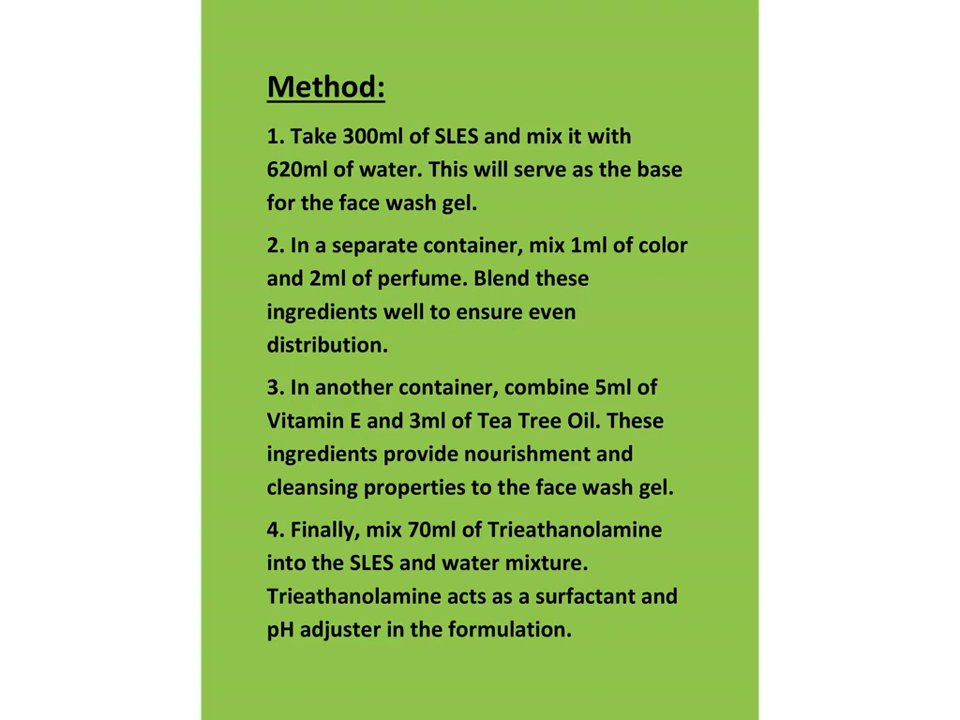 Method:
1. Take 300ml of SLES and mix it with
620ml of water. This will serve as the base
for the face wash gel.
2. In a separate container, mix 1ml of color
and 2ml of perfume. Blend these
ingredients well to ensure even
distribution.
3. In another container, combine 5ml of
Vitamin E and 3ml of Tea Tree Oil. These
ingredients provide nourishment and
cleansing properties to the face wash gel.
4. Finally, mix 70ml of Trieathanolamine
into the SLES and water mixture.
Trieathanolamine acts as a surfactant and
pH adjuster in the formulation.